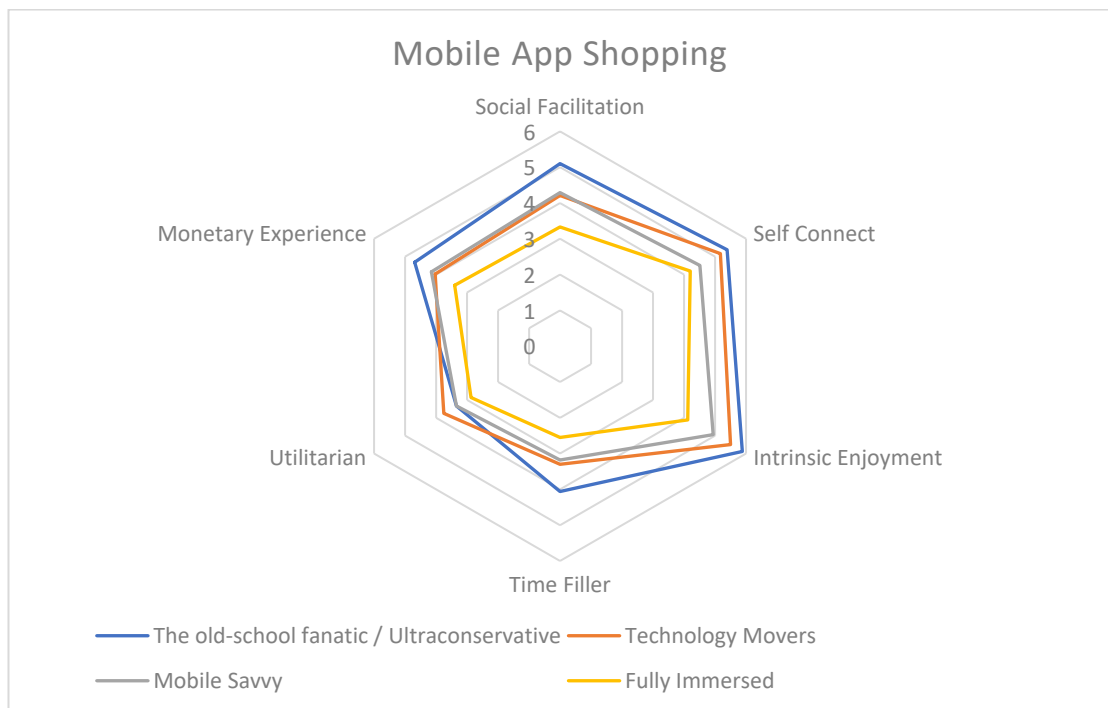 Mobile App Shopping
Social Facilitation
6
5
4
3
2
1
0
Monetary Experience
Self Connect
Utilitarian
Intrinsic Enjoyment
Time Filler
The old-school fanatic / Ultraconservative
Technology Movers
Mobile Savvy
Fully Immersed